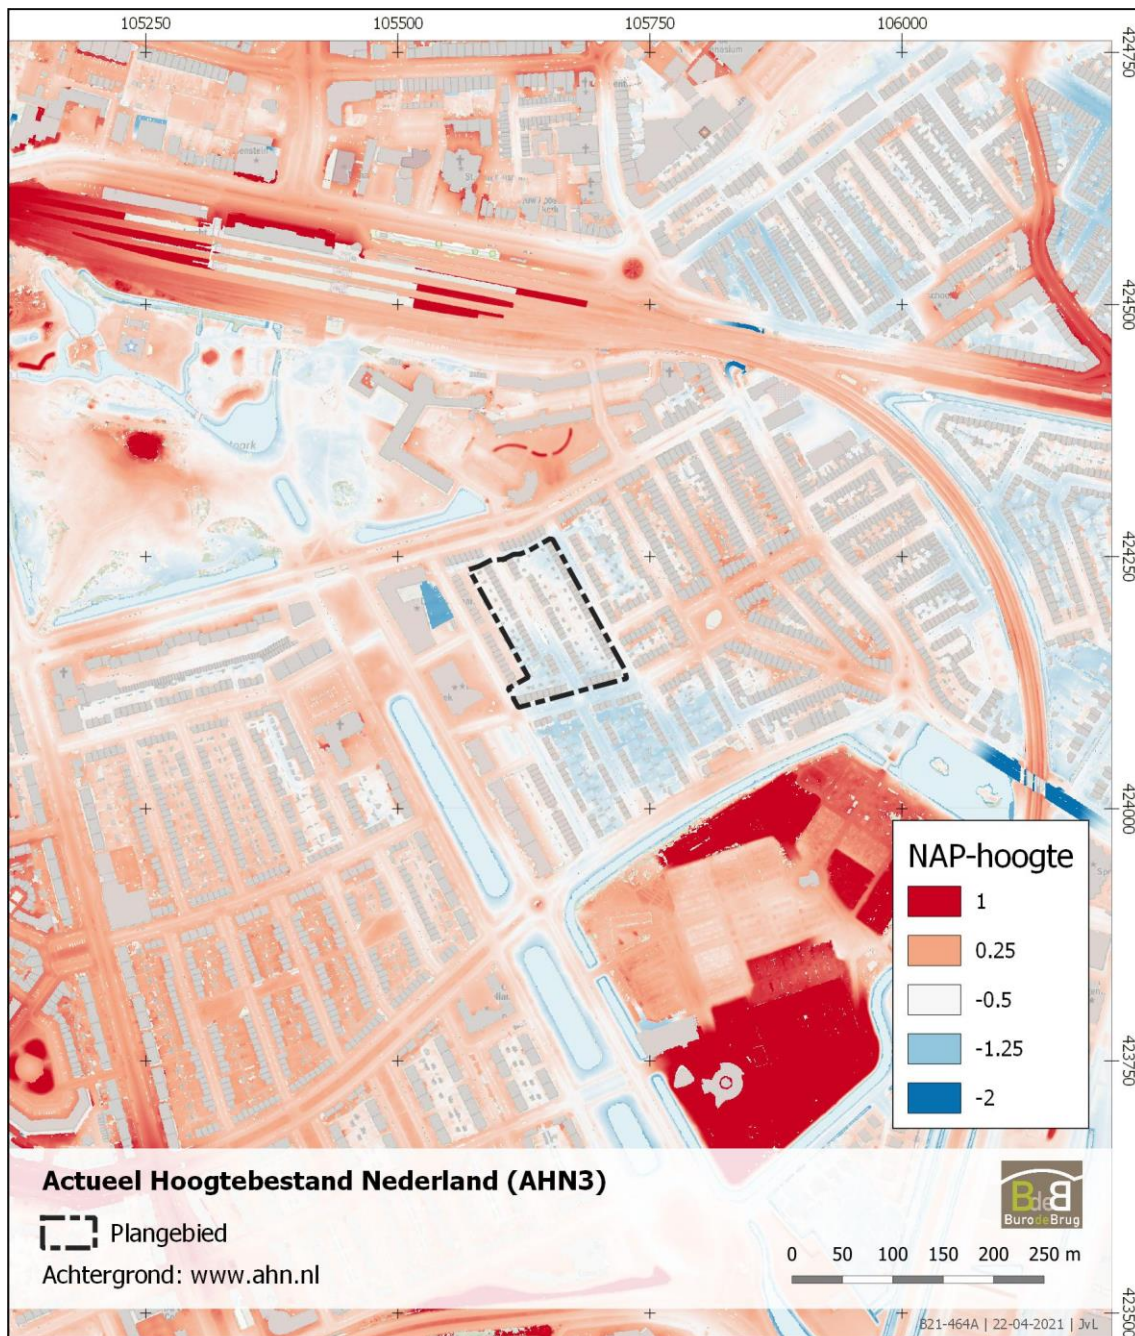 105250 105500 105750 106000
424750
424500
424250
424000
423750
NAP-hoogte
1
0.25
-0.5
-1.25
-2
Actueel Hoogtebestand Nederland (AHN3)
Plangebied
Achtergrond: www.ahn.nl
BdeB
BurodeBrug
0 50 100 150 200 250 m
B21-464A | 22-04-2021 | JvL
423500